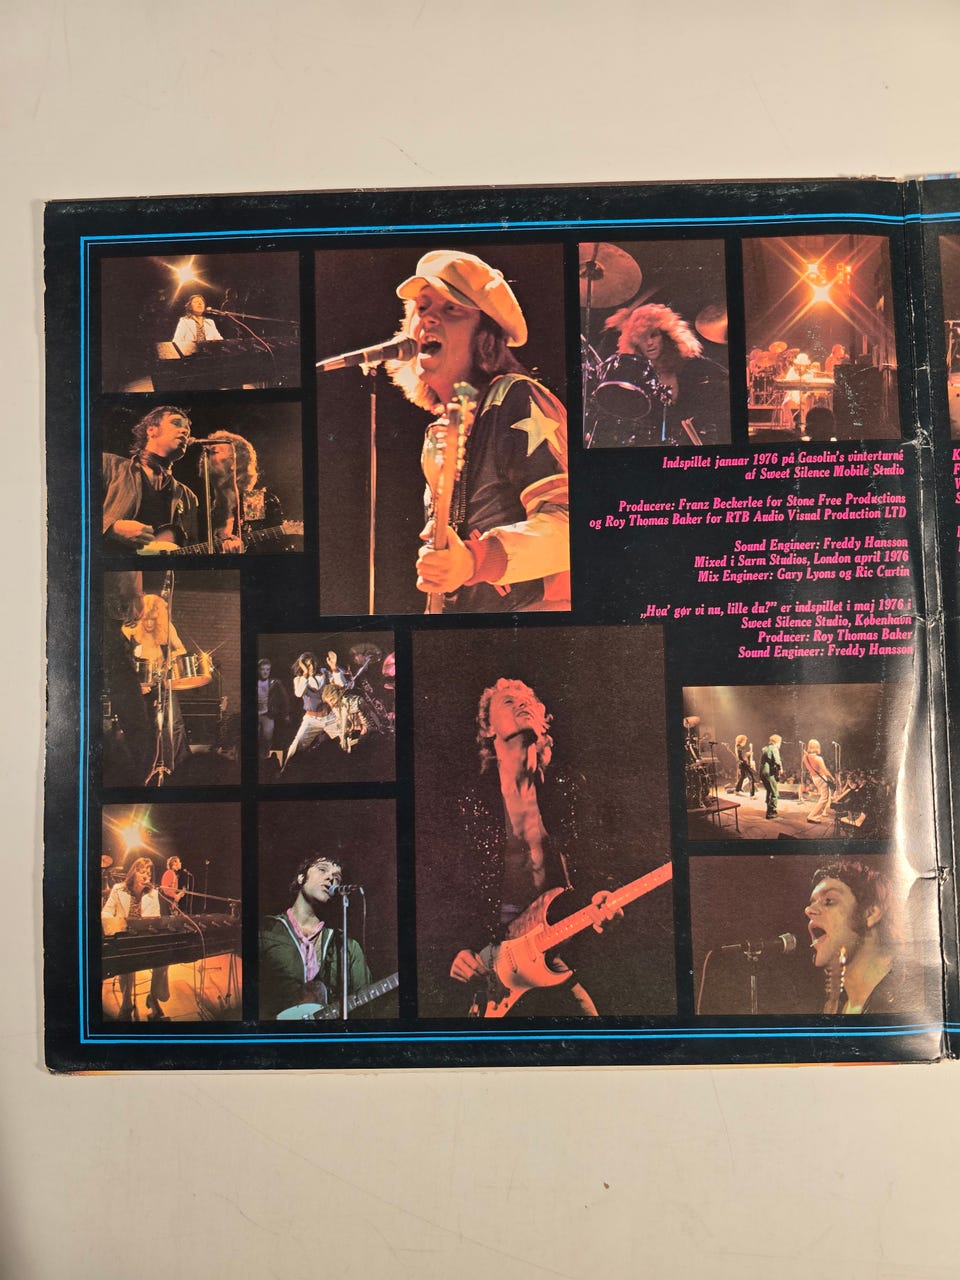 Indspillet januar 1976 på Gasolin's vinterturné
af Sweet Silence Mobile Studio
Producere: Franz Beckerlee for Stone Free Productions
og Roy Thomas Baker for RTB Audio Visual Production LTD
Sound Engineer: Freddy Hansson
Mixed i Sarm Studios, London april 1976
Mix Engineer: Gary Lyons og Ric Curtin
„Hva' gør vi nu, lille du?" er indspillet i maj 1976 i
Sweet Silence Studio, København
Producer: Roy Thomas Baker
Sound Engineer: Freddy Hansson